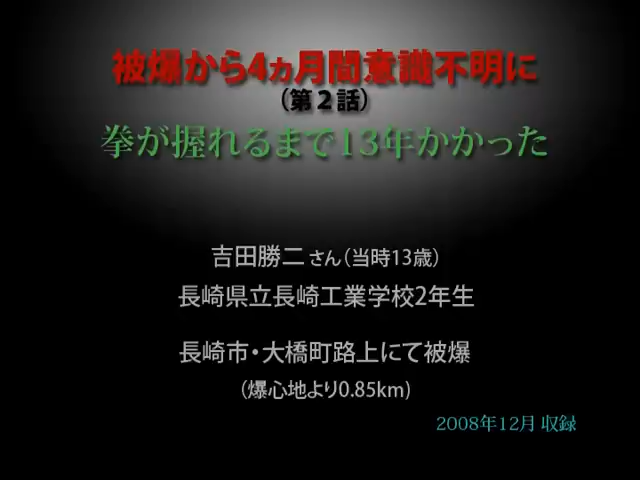 被爆から4ヵ月間意識不明に
（第２話）
拳が握れるまで13年かかった
吉田勝二さん（当時13歳）
長崎県立長崎工業学校2年生
長崎市・大橋町路上にて被爆
（爆心地より0.85km）
2008年12月 収録